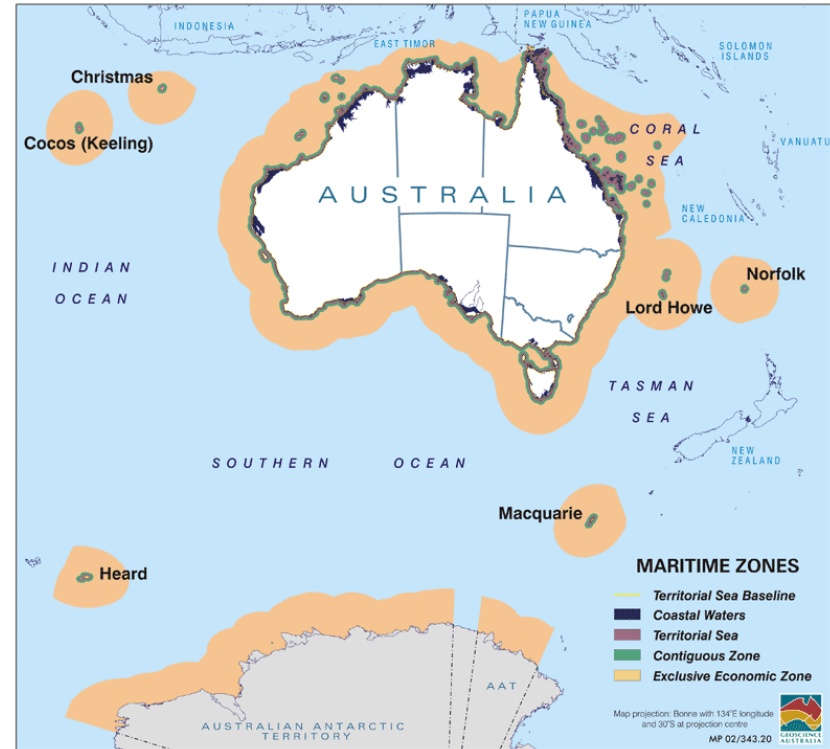 INDONESIA
PAPUA
NEW GUINEA
EAST TIMOR
SOLOMON
ISLANDS
Christmas
Cocos (Keeling)
CORAL
SEA
VANUATU
AUSTRALIA
NEW
CALEDONIA
INDIAN
OCEAN
Norfolk
Lord Howe
TASMAN
SEA
NEW
ZEALAND
SOUTHERN OCEAN
Macquarie
Heard
MARITIME ZONES
Territorial Sea Baseline
Coastal Waters
Territorial Sea
Contiguous Zone
Exclusive Economic Zone
AAT
AUSTRALIAN ANTARCTIC
TERRITORY
Map projection: Bonne with 134°E longitude
and 30°S at projection centre
MP 02/343.20
GEOSCIENCE
AUSTRALIA